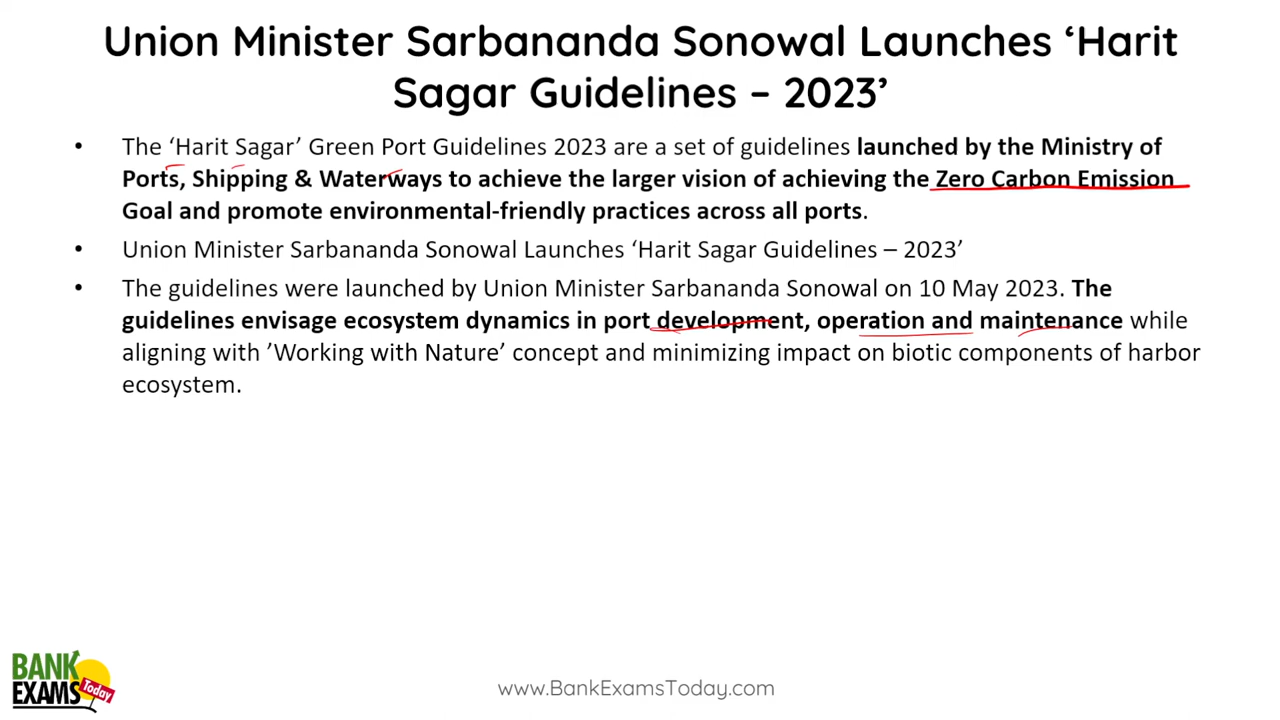 Union Minister Sarbananda Sonowal Launches ‘Harit
Sagar Guidelines – 2023’
• The ‘Harit Sagar’ Green Port Guidelines 2023 are a set of guidelines launched by the Ministry of
Ports, Shipping & Waterways to achieve the larger vision of achieving the Zero Carbon Emission
Goal and promote environmental-friendly practices across all ports.
• Union Minister Sarbananda Sonowal Launches ‘Harit Sagar Guidelines – 2023’
• The guidelines were launched by Union Minister Sarbananda Sonowal on 10 May 2023. The
guidelines envisage ecosystem dynamics in port development, operation and maintenance while
aligning with ’Working with Nature’ concept and minimizing impact on biotic components of harbor
ecosystem.
BANK
EXAMS Today
www.BankExamsToday.com